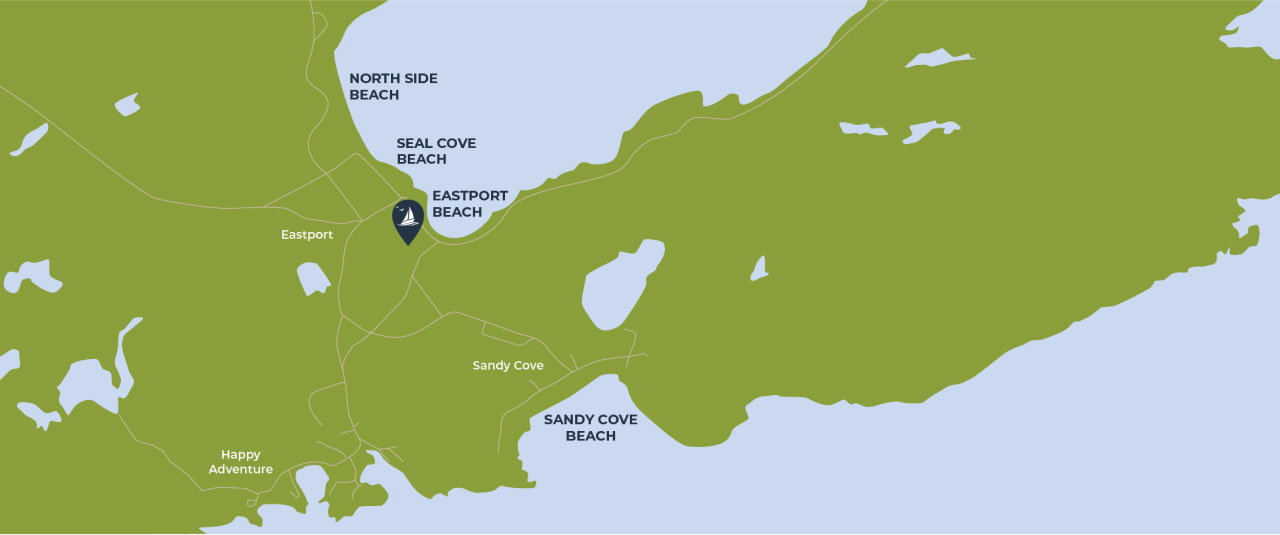 NORTH SIDE
BEACH
SEAL COVE
BEACH
EASTPORT
BEACH
Eastport
Sandy Cove
SANDY COVE
BEACH
Happy
Adventure